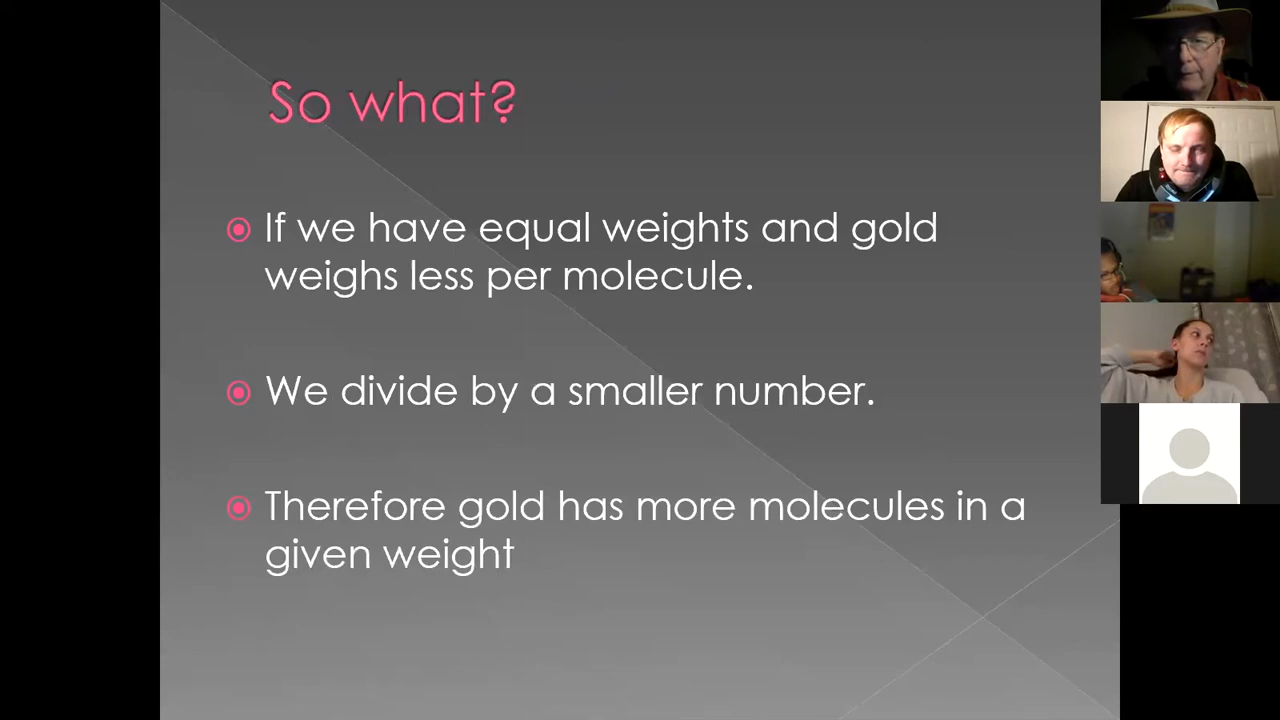 So what?
If we have equal weights and gold
weighs less per molecule.
We divide by a smaller number.
Therefore gold has more molecules in a
given weight